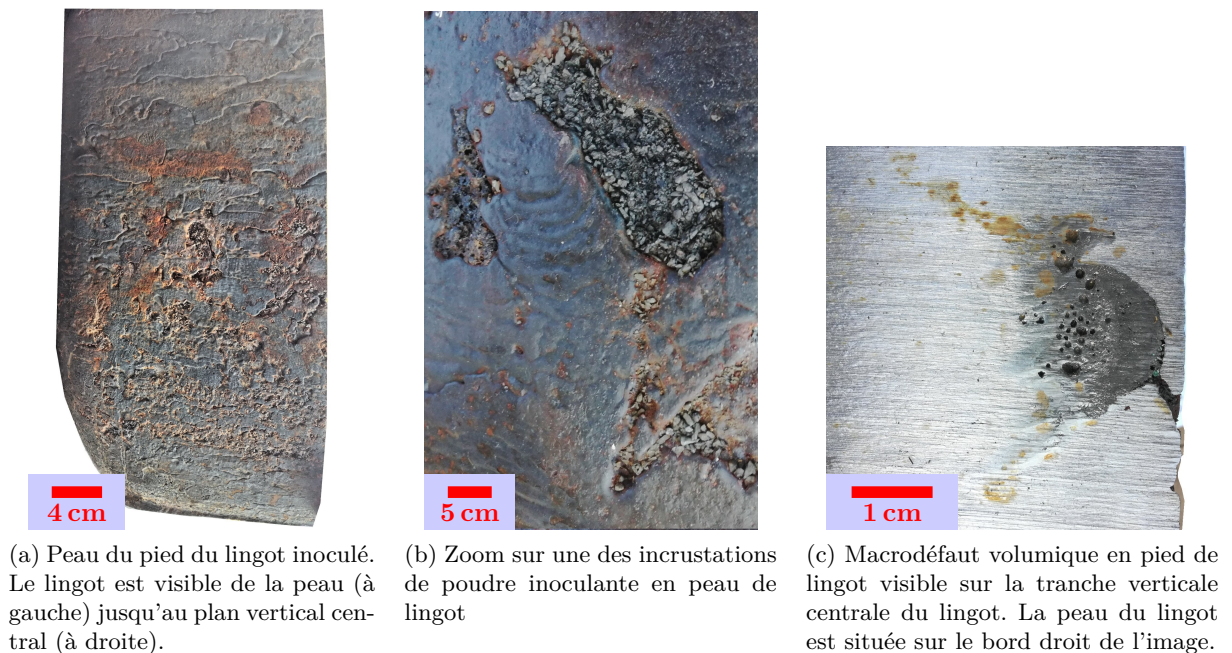 4 cm
5 cm
1 cm
(a) Peau du pied du lingot inoculé.
Le lingot est visible de la peau (à
gauche) jusqu'au plan vertical cen-
tral (à droite).
(b) Zoom sur une des incrustations
de poudre inoculante en peau de
lingot
(c) Macrodéfaut volumique en pied de
lingot visible sur la tranche verticale
centrale du lingot. La peau du lingot
est située sur le bord droit de l'image.